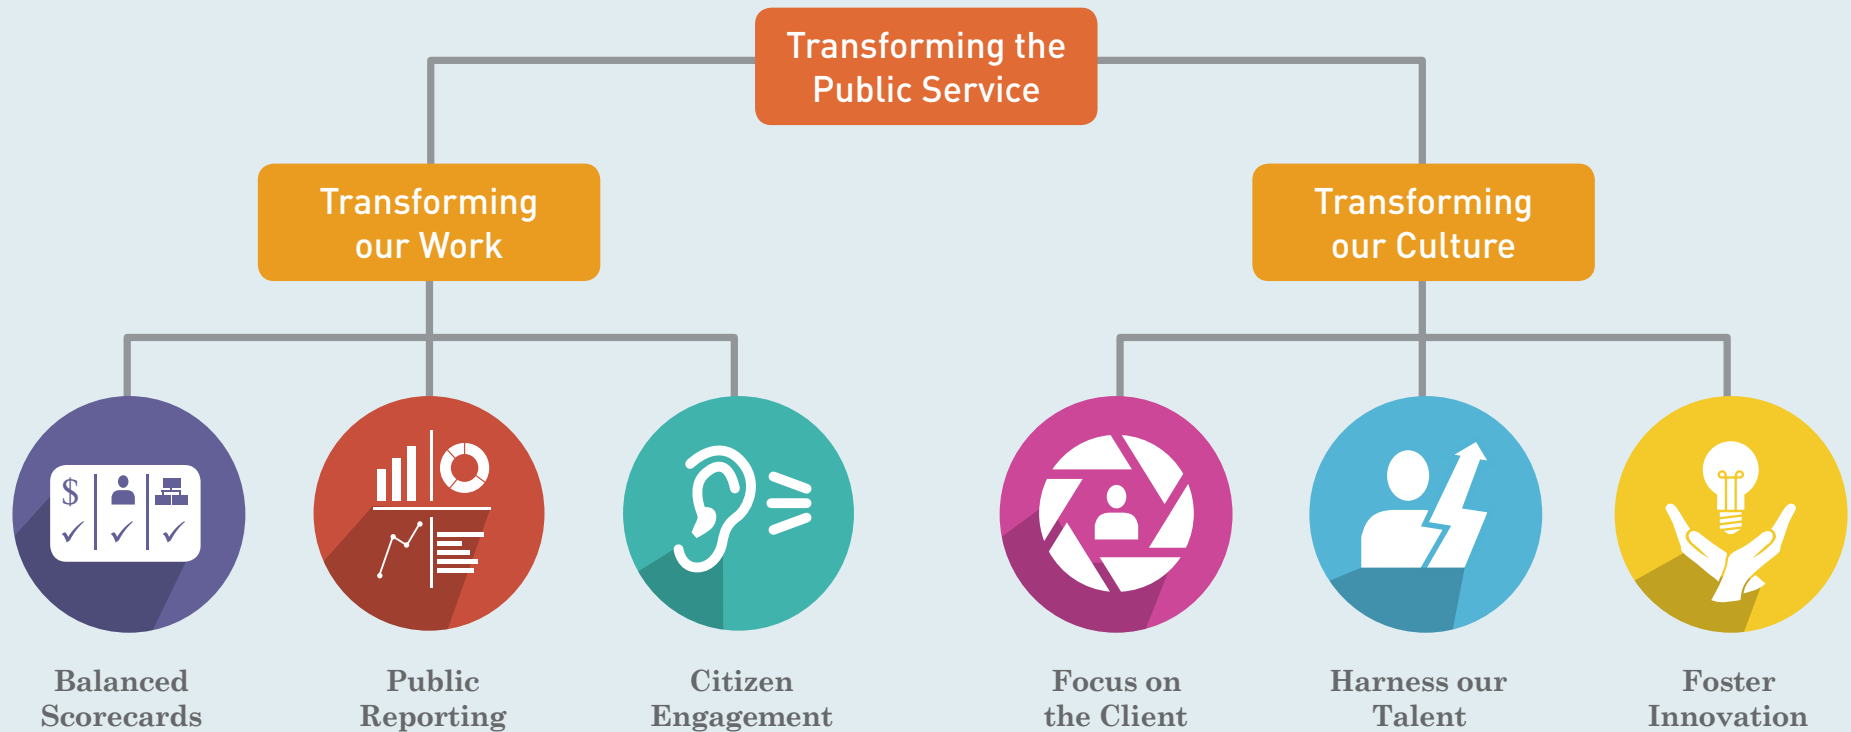 Transforming the
Public Service
Transforming
our Work
Transforming
our Culture
$
Balanced
Scorecards
Public
Reporting
Citizen
Engagement
Focus on
the Client
Harness our
Talent
Foster
Innovation